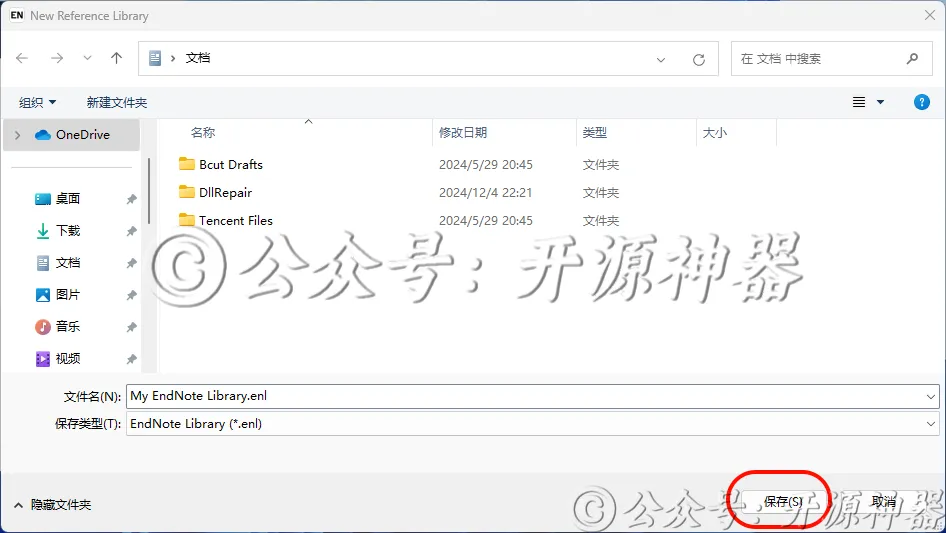 EN New Reference Library
文档
在 文档 中搜索
组织
新建文件夹
?
OneDrive
名称 修改日期 类型 大小
Bcut Drafts 2024/5/29 20:45 文件夹
DllRepair 2024/12/4 22:21 文件夹
Tencent Files 2024/5/29 20:45 文件夹
桌面
下载
文档
图片
音乐
视频
©公众号：开源神器
文件名(N): My EndNote Library.enl
保存类型(T): EndNote Library (*.enl)
隐藏文件夹
保存(S)
取消
©公众号：开源神器